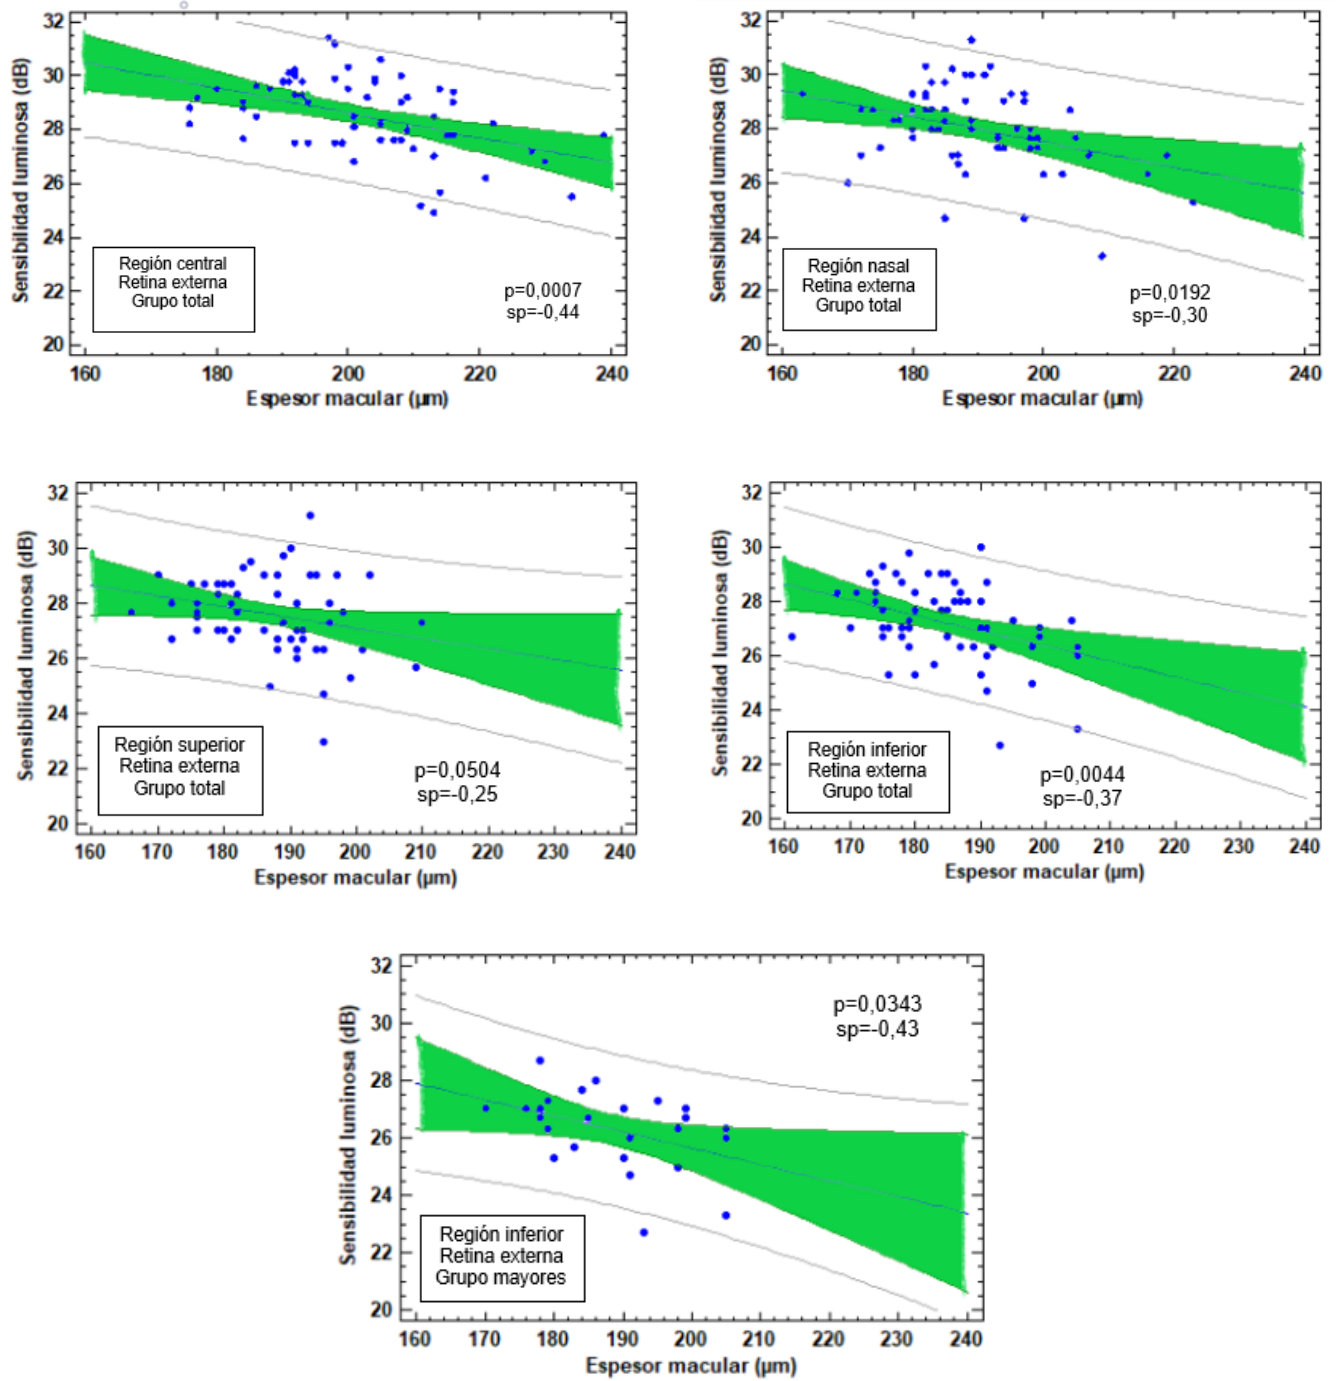 32
30
28
26
24
22
20
Sensibilidad luminosa (dB)
Región central
Retina externa
Grupo total
p=0,0007
sp=-0,44
160 180 200 220 240
Espesor macular (µm)
32
30
28
26
24
22
20
Sensibilidad luminosa (dB)
Región nasal
Retina externa
Grupo total
p=0,0192
sp=-0,30
160 180 200 220 240
Espesor macular (µm)
32
30
28
26
24
22
20
Sensibilidad luminosa (dB)
Región superior
Retina externa
Grupo total
p=0,0504
sp=-0,25
160 170 180 190 200 210 220 230 240
Espesor macular (µm)
32
30
28
26
24
22
20
Sensibilidad luminosa (dB)
Región inferior
Retina externa
Grupo total
p=0,0044
sp=-0,37
160 170 180 190 200 210 220 230 240
Espesor macular (µm)
32
30
28
26
24
22
20
Sensibilidad luminosa (dB)
p=0,0343
sp=-0,43
Región inferior
Retina externa
Grupo mayores
160 170 180 190 200 210 220 230 240
Espesor macular (µm)